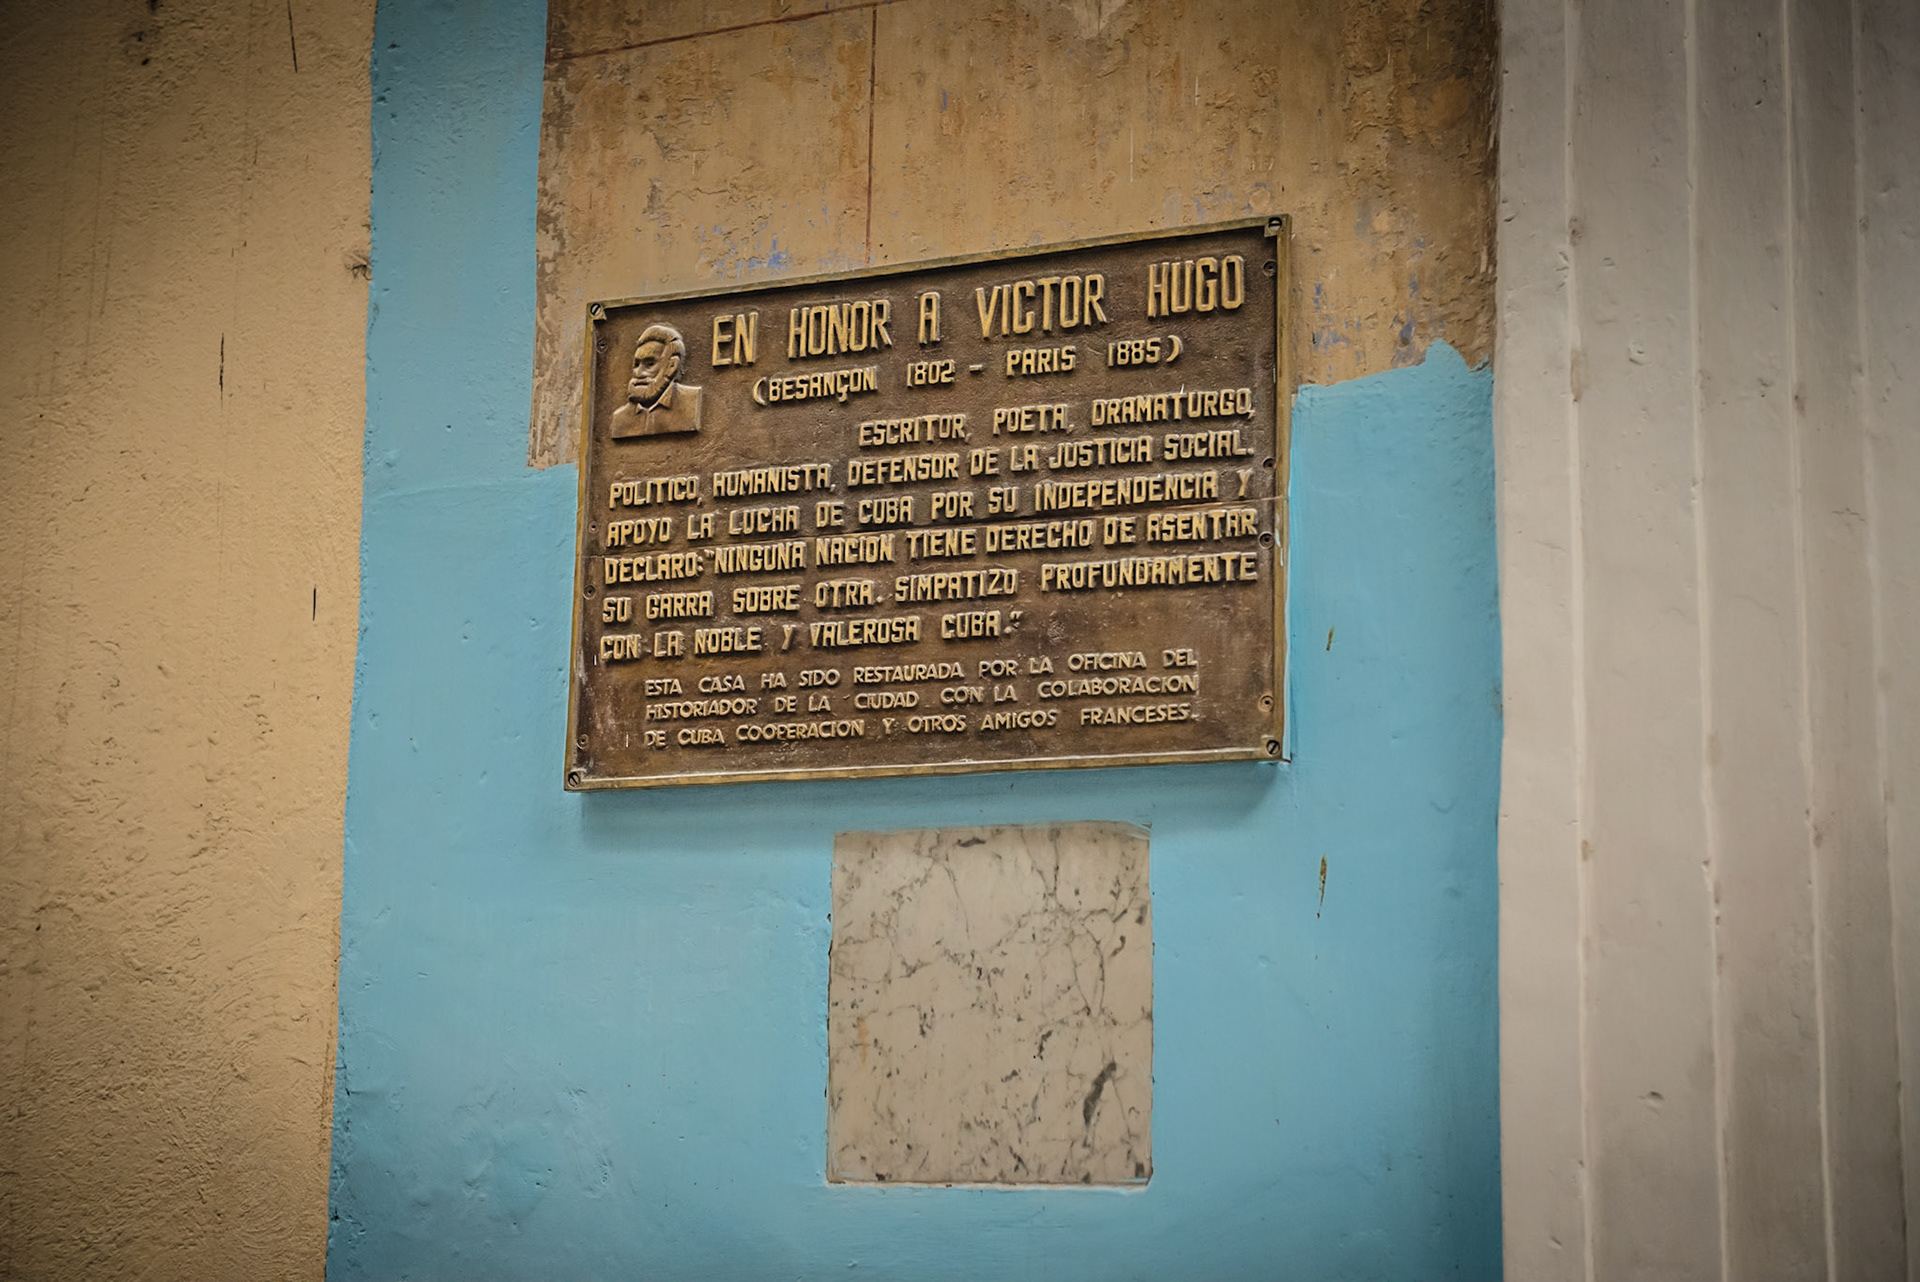 EN HONOR A VICTOR HUGO
(BESANÇON 1802 - PARIS 1885)
ESCRITOR, POETA, DRAMATURGO,
POLITICO, HUMANISTA, DEFENSOR DE LA JUSTICIA SOCIAL.
APOYO LA LUCHA DE CUBA POR SU INDEPENDENCIA Y
DECLARO: "NINGUNA NACION TIENE DERECHO DE ASENTAR
SU GARRA SOBRE OTRA. SIMPATIZO PROFUNDAMENTE
CON LA NOBLE Y VALEROSA CUBA."
ESTA CASA HA SIDO RESTAURADA POR LA OFICINA DEL
HISTORIADOR DE LA CIUDAD CON LA COLABORACION
DE CUBA COOPERACION Y OTROS AMIGOS FRANCESES.